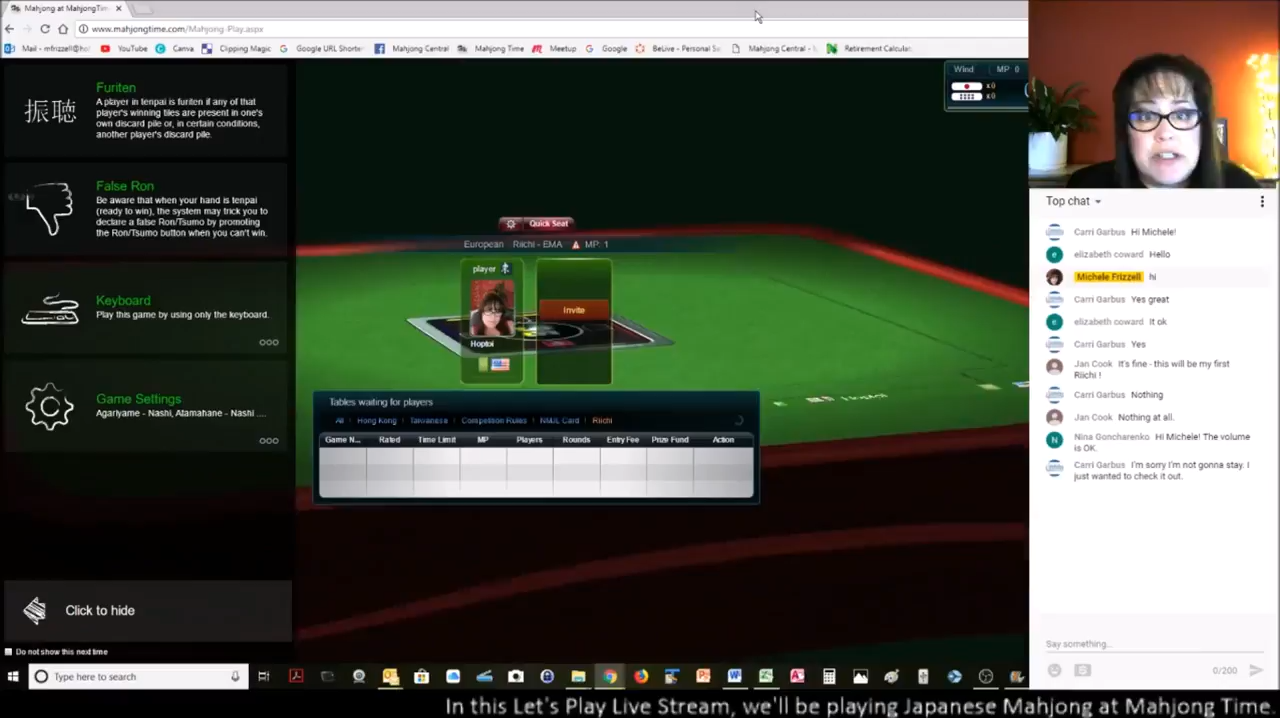 Mahjong at MahjongTime
www.mahjongtime.com/Mahjong-Play.aspx
Mail - mfrizzell@ho YouTube Canva Clipping Magic Google URL Shorte Mahjong Central Mahjong Time Meetup Google BeLive - Personal Se Mahjong Central - Retirement Calculat
振聴
Furiten
A player in tenpai is furiten if any of that
player's winning tiles are present in one's
own discard pile or, in certain conditions,
another player's discard pile.
False Ron
Be aware that when your hand is tenpai
(ready to win), the system may trick you to
declare a false Ron/Tsumo by promoting
the Ron/Tsumo button when you can't win.
Keyboard
Play this game by using only the keyboard..
Game Settings
Agariyame - Nashi, Atamahane - Nashi ...
Click to hide
Do not show this next time
Wind MP 0
x0
x0
Quick Seat
European Riichi - EMA MP: 1
player
Invite
Hoptoi
Tables waiting for players
All Hong Kong Taiwanese Competition Rules NMJL Card Riichi
Game N... Rated Time Limit MP Players Rounds Entry Fee Prize Fund Action
Top chat
Carri Garbus Hi Michele!
elizabeth coward Hello
Michele Frizzell hi
Carri Garbus Yes great
elizabeth coward It ok
Carri Garbus Yes
Jan Cook It's fine - this will be my first
Riichi !
Carri Garbus Nothing
Jan Cook Nothing at all.
Nina Goncharenko Hi Michele! The volume
is OK.
Carri Garbus I'm sorry I'm not gonna stay. I
just wanted to check it out.
Say something...
0/200
Type here to search
In this Let's Play Live Stream, we'll be playing Japanese Mahjong at Mahjong Time.